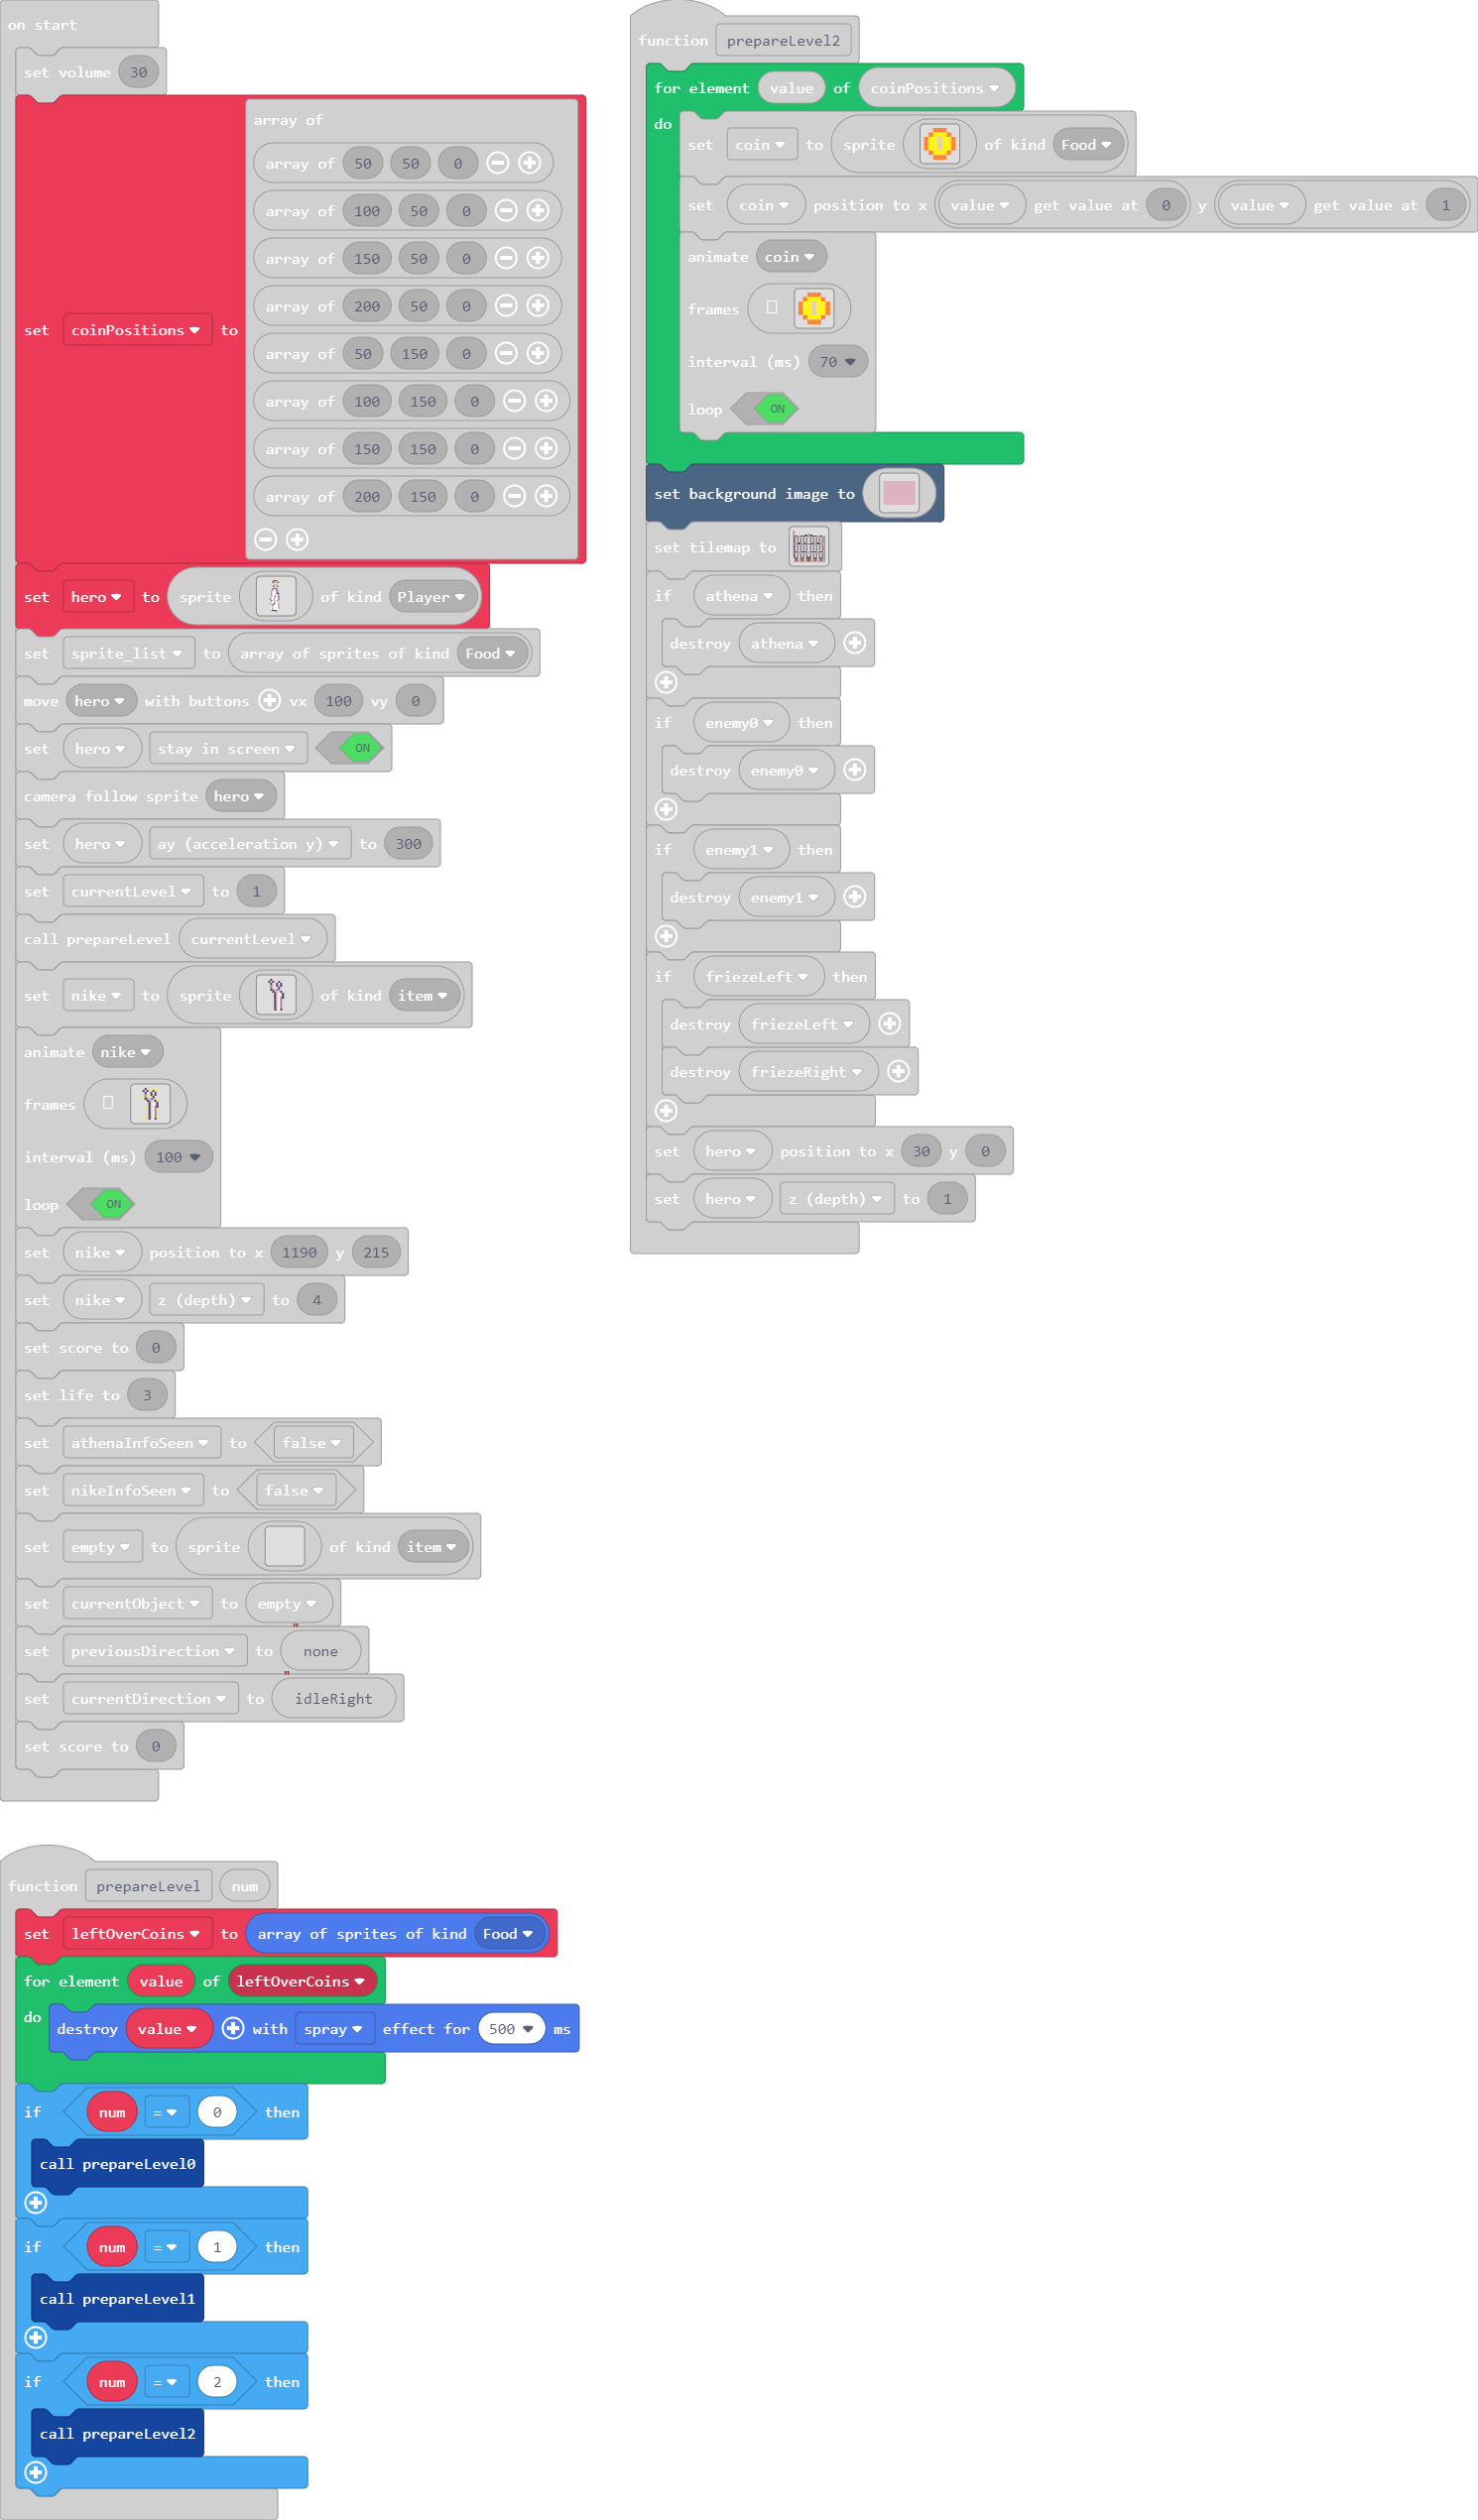 on start
set volume 30
set coinPositions to array of
array of 50 50 0
array of 100 50 0
array of 150 50 0
array of 200 50 0
array of 50 150 0
array of 100 150 0
array of 150 150 0
array of 200 150 0
set hero to sprite of kind Player
set sprite_list to array of sprites of kind Food
move hero with buttons vx 100 vy 0
set hero stay in screen ON
camera follow sprite hero
set hero ay (acceleration y) to 300
set currentLevel to 1
call prepareLevel currentLevel
set nike to sprite of kind item
animate nike
frames
interval (ms) 100
loop ON
set nike position to x 1190 y 215
set nike z (depth) to 4
set score to 0
set life to 3
set athenaInfoSeen to false
set nikeInfoSeen to false
set empty to sprite of kind item
set currentObject to empty
set previousDirection to " none
set currentDirection to " idleRight
set score to 0
function prepareLevel num
set leftOverCoins to array of sprites of kind Food
for element value of leftOverCoins
do destroy value with spray effect for 500 ms
if num = 0 then
call prepareLevel0
if num = 1 then
call prepareLevel1
if num = 2 then
call prepareLevel2
function prepareLevel2
for element value of coinPositions
do set coin to sprite of kind Food
set coin position to x value get value at 0 y value get value at 1
animate coin
frames
interval (ms) 70
loop ON
set background image to
set tilemap to
if athena then
destroy athena
if enemy0 then
destroy enemy0
if enemy1 then
destroy enemy1
if friezeLeft then
destroy friezeLeft
destroy friezeRight
set hero position to x 30 y 0
set hero z (depth) to 1